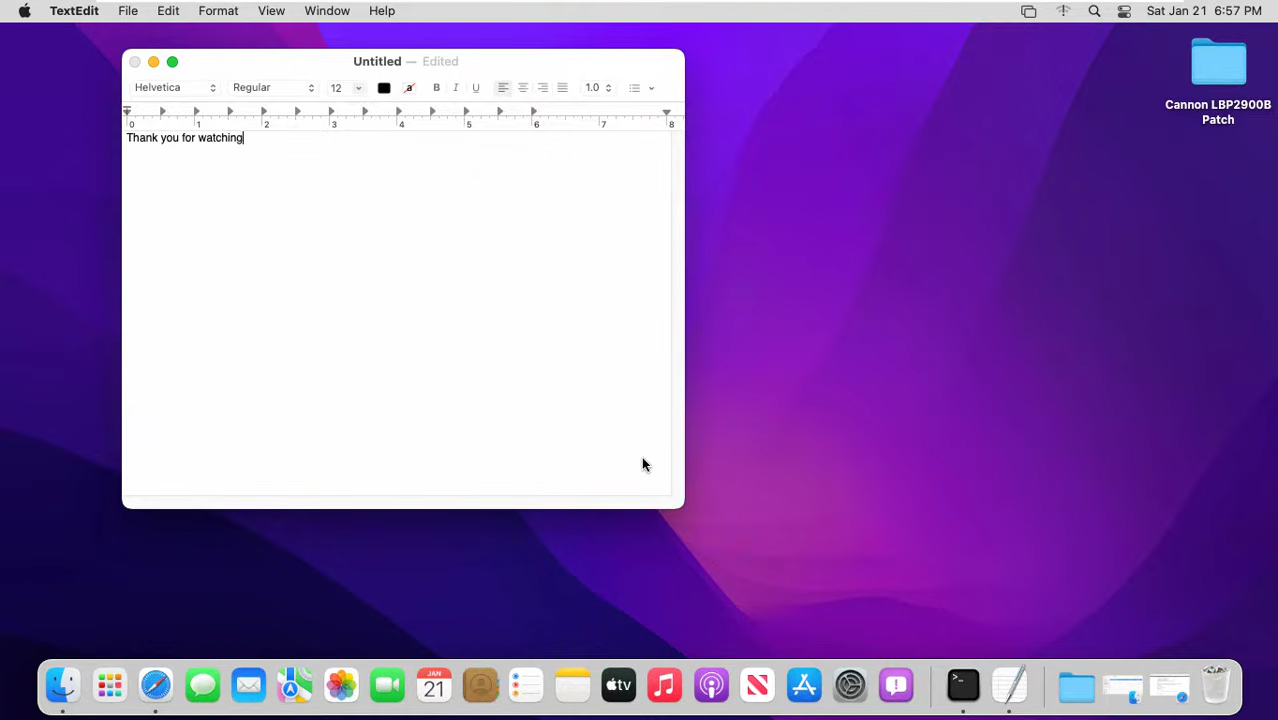 TextEdit File Edit Format View Window Help Sat Jan 21 6:57 PM
Untitled — Edited
Helvetica Regular 12 a B I U 1.0
0 1 2 3 4 5 6 7 8
Thank you for watching
Cannon LBP2900B
Patch
JAN
21
tv
>_